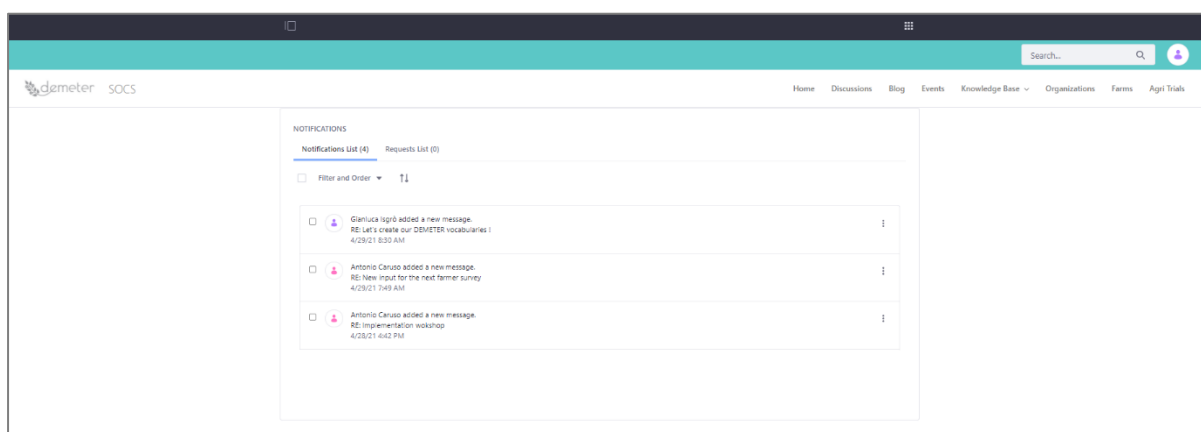 Search...
demeter SOCS
Home Discussions Blog Events Knowledge Base Organizations Farms Agri Trials
NOTIFICATIONS
Notifications List (4) Requests List (0)
Filter and Order
Gianluca Isgrò added a new message.
RE: Let's create our DEMETER vocabularies !
4/29/21 8:30 AM
Antonio Caruso added a new message.
RE: New input for the next farmer survey
4/29/21 7:49 AM
Antonio Caruso added a new message.
RE: Implementation wokshop
4/28/21 4:42 PM